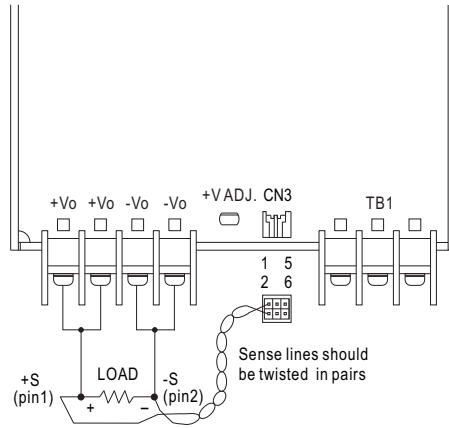 +Vo +Vo -Vo -Vo +V ADJ. CN3 TB1
1 5
2 6
Sense lines should
be twisted in pairs
+S
(pin1)
LOAD
+ −
-S
(pin2)